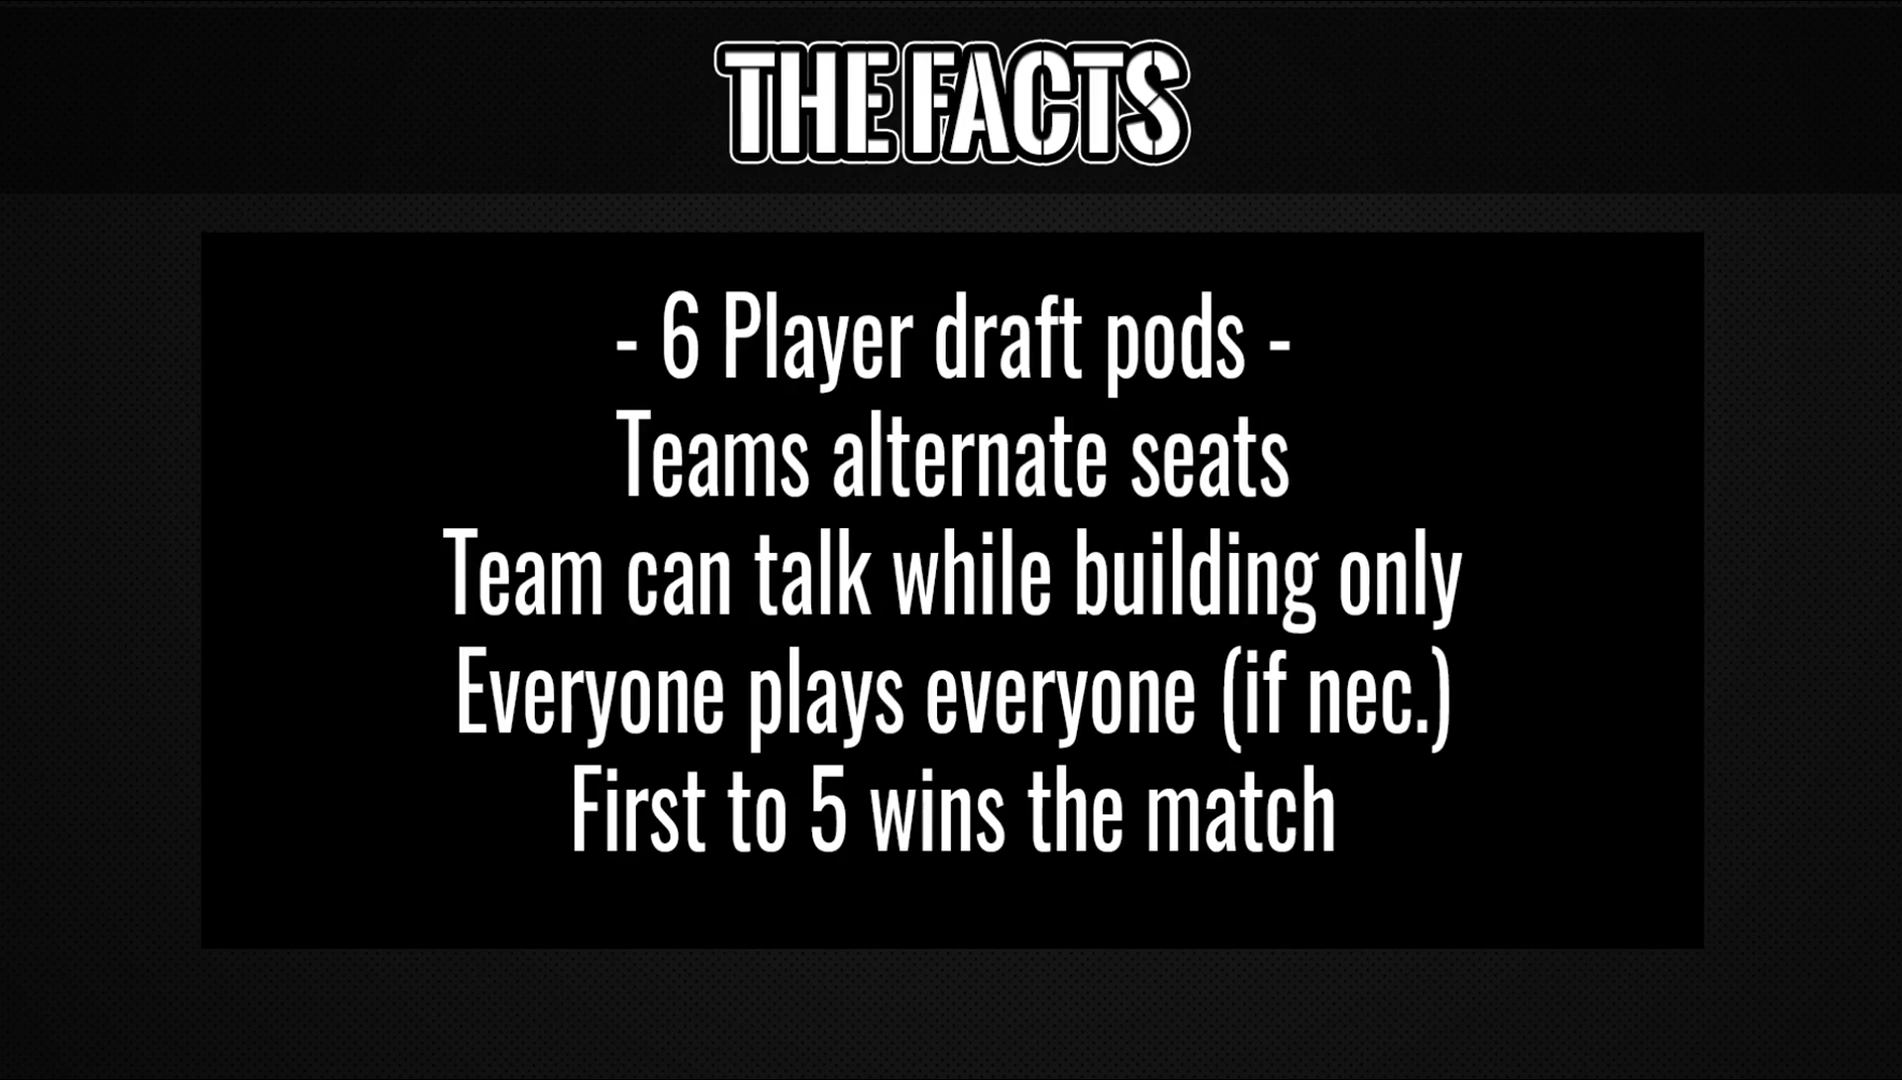 THE FACTS
- 6 Player draft pods -
Teams alternate seats
Team can talk while building only
Everyone plays everyone (if nec.)
First to 5 wins the match